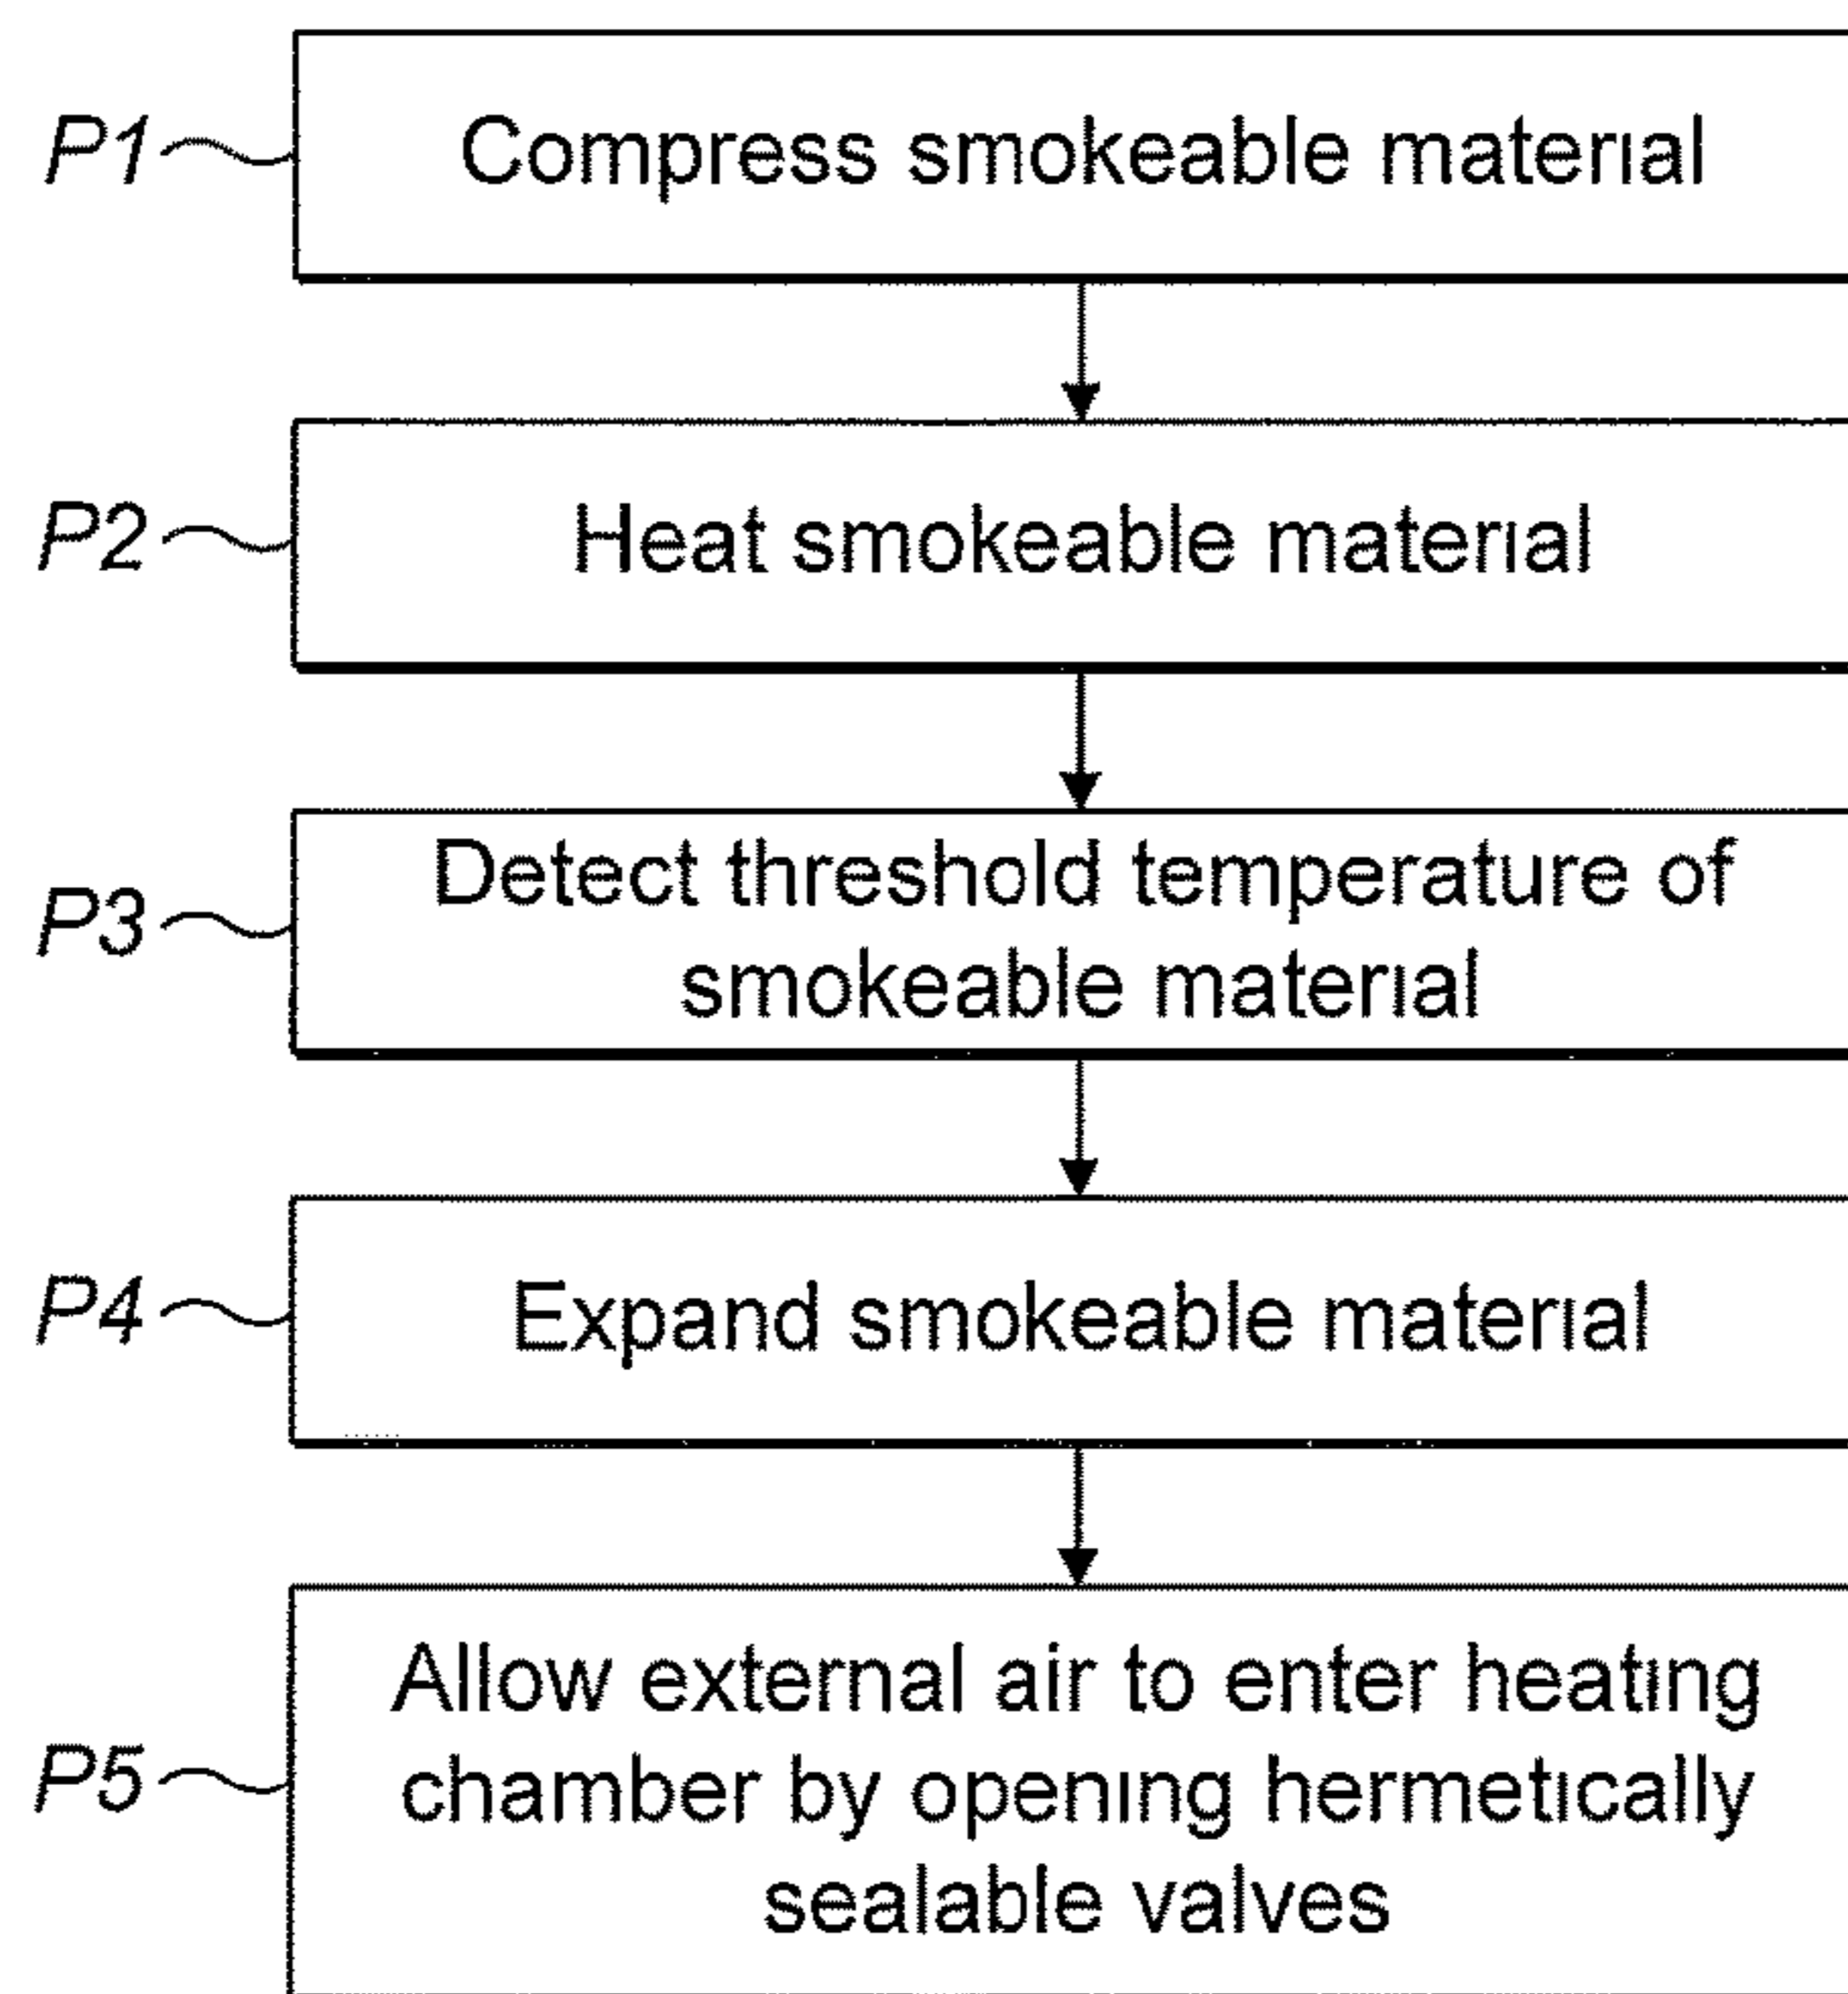 P1
Compress smokeable material
P2
Heat smokeable material
P3
Detect threshold temperature of
smokeable material
P4
Expand smokeable material
P5
Allow external air to enter heating
chamber by opening hermetically
sealable valves